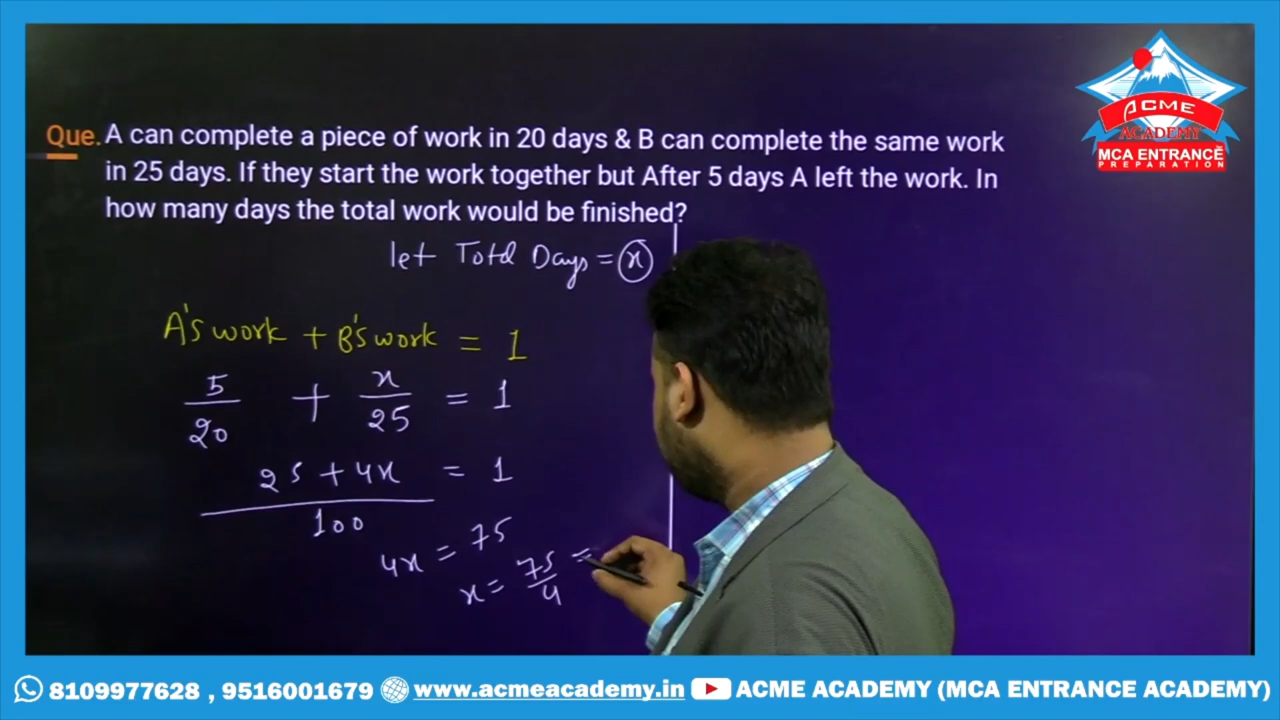 ACME
ACADEMY
MCA ENTRANCE
PREPARATION
Que. A can complete a piece of work in 20 days & B can complete the same work
in 25 days. If they start the work together but After 5 days A left the work. In
how many days the total work would be finished?
let Total Days = x
A's work + B's work = 1
5/20 + x/25 = 1
25 + 4x / 100 = 1
4x = 75
x = 75/4 =
8109977628 , 9516001679 www.acmeacademy.in ACME ACADEMY (MCA ENTRANCE ACADEMY)